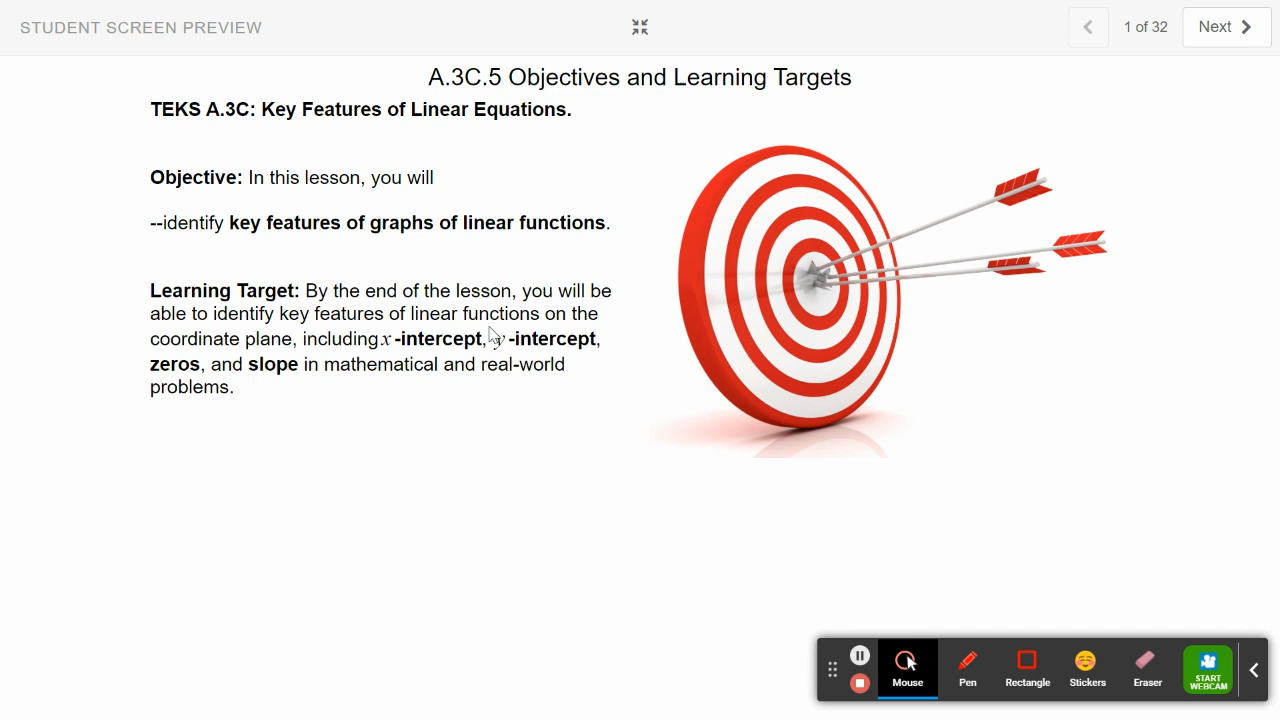 STUDENT SCREEN PREVIEW
1 of 32
Next
A.3C.5 Objectives and Learning Targets
TEKS A.3C: Key Features of Linear Equations.
Objective: In this lesson, you will
--identify key features of graphs of linear functions.
Learning Target: By the end of the lesson, you will be
able to identify key features of linear functions on the
coordinate plane, including x -intercept, y -intercept,
zeros, and slope in mathematical and real-world
problems.
Mouse
Pen
Rectangle
Stickers
Eraser
START
WEBCAM